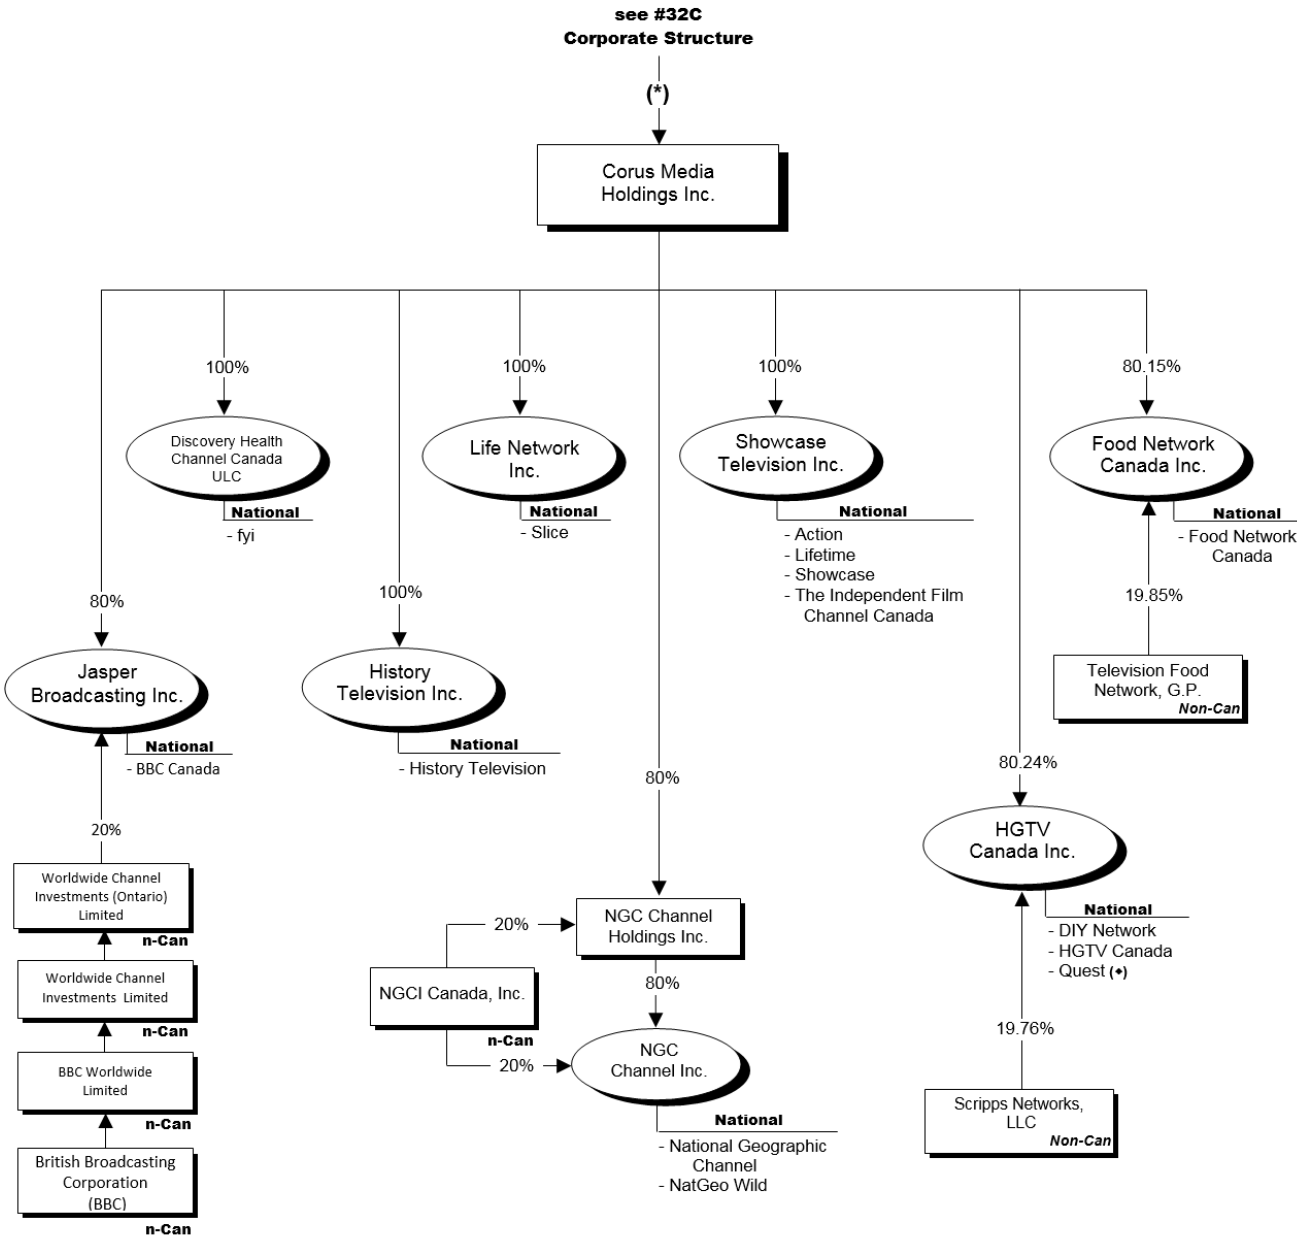 see #32C
Corporate Structure
(*)
Corus Media
Holdings Inc.
100%
100%
100%
80.15%
Discovery Health
Channel Canada
ULC
National
- fyi
Life Network
Inc.
National
- Slice
Showcase
Television Inc.
National
- Action
- Lifetime
- Showcase
- The Independent Film
Channel Canada
Food Network
Canada Inc.
National
- Food Network
Canada
19.85%
Television Food
Network, G.P.
Non-Can
80%
Jasper
Broadcasting Inc.
National
- BBC Canada
20%
Worldwide Channel
Investments (Ontario)
Limited
n-Can
Worldwide Channel
Investments Limited
n-Can
BBC Worldwide
Limited
n-Can
British Broadcasting
Corporation
(BBC)
n-Can
100%
History
Television Inc.
National
- History Television
80%
NGC Channel
Holdings Inc.
20%
NGCI Canada, Inc.
n-Can
80%
20%
NGC
Channel Inc.
National
- National Geographic
Channel
- NatGeo Wild
80.24%
HGTV
Canada Inc.
National
- DIY Network
- HGTV Canada
- Quest (♦)
19.76%
Scripps Networks,
LLC
Non-Can